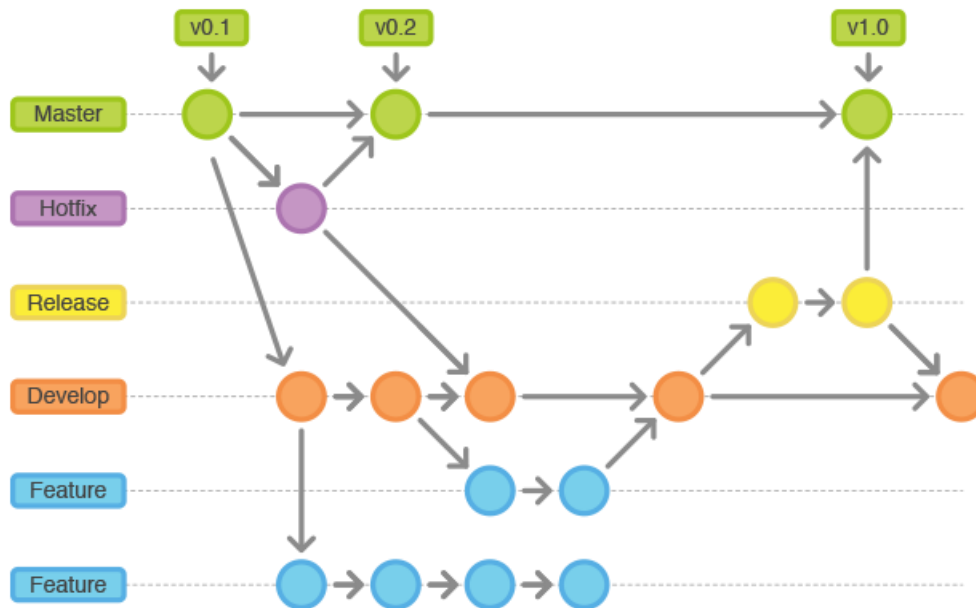 v0.1
v0.2
v1.0
Master
Hotfix
Release
Develop
Feature
Feature